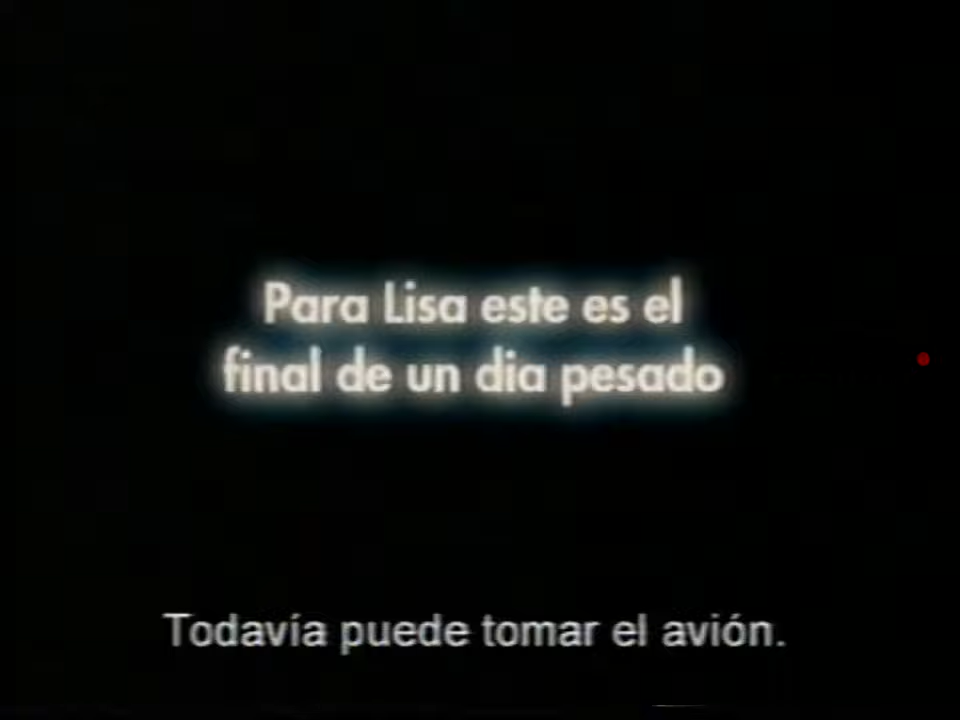 Para Lisa este es el
final de un dia pesado
Todavía puede tomar el avión.